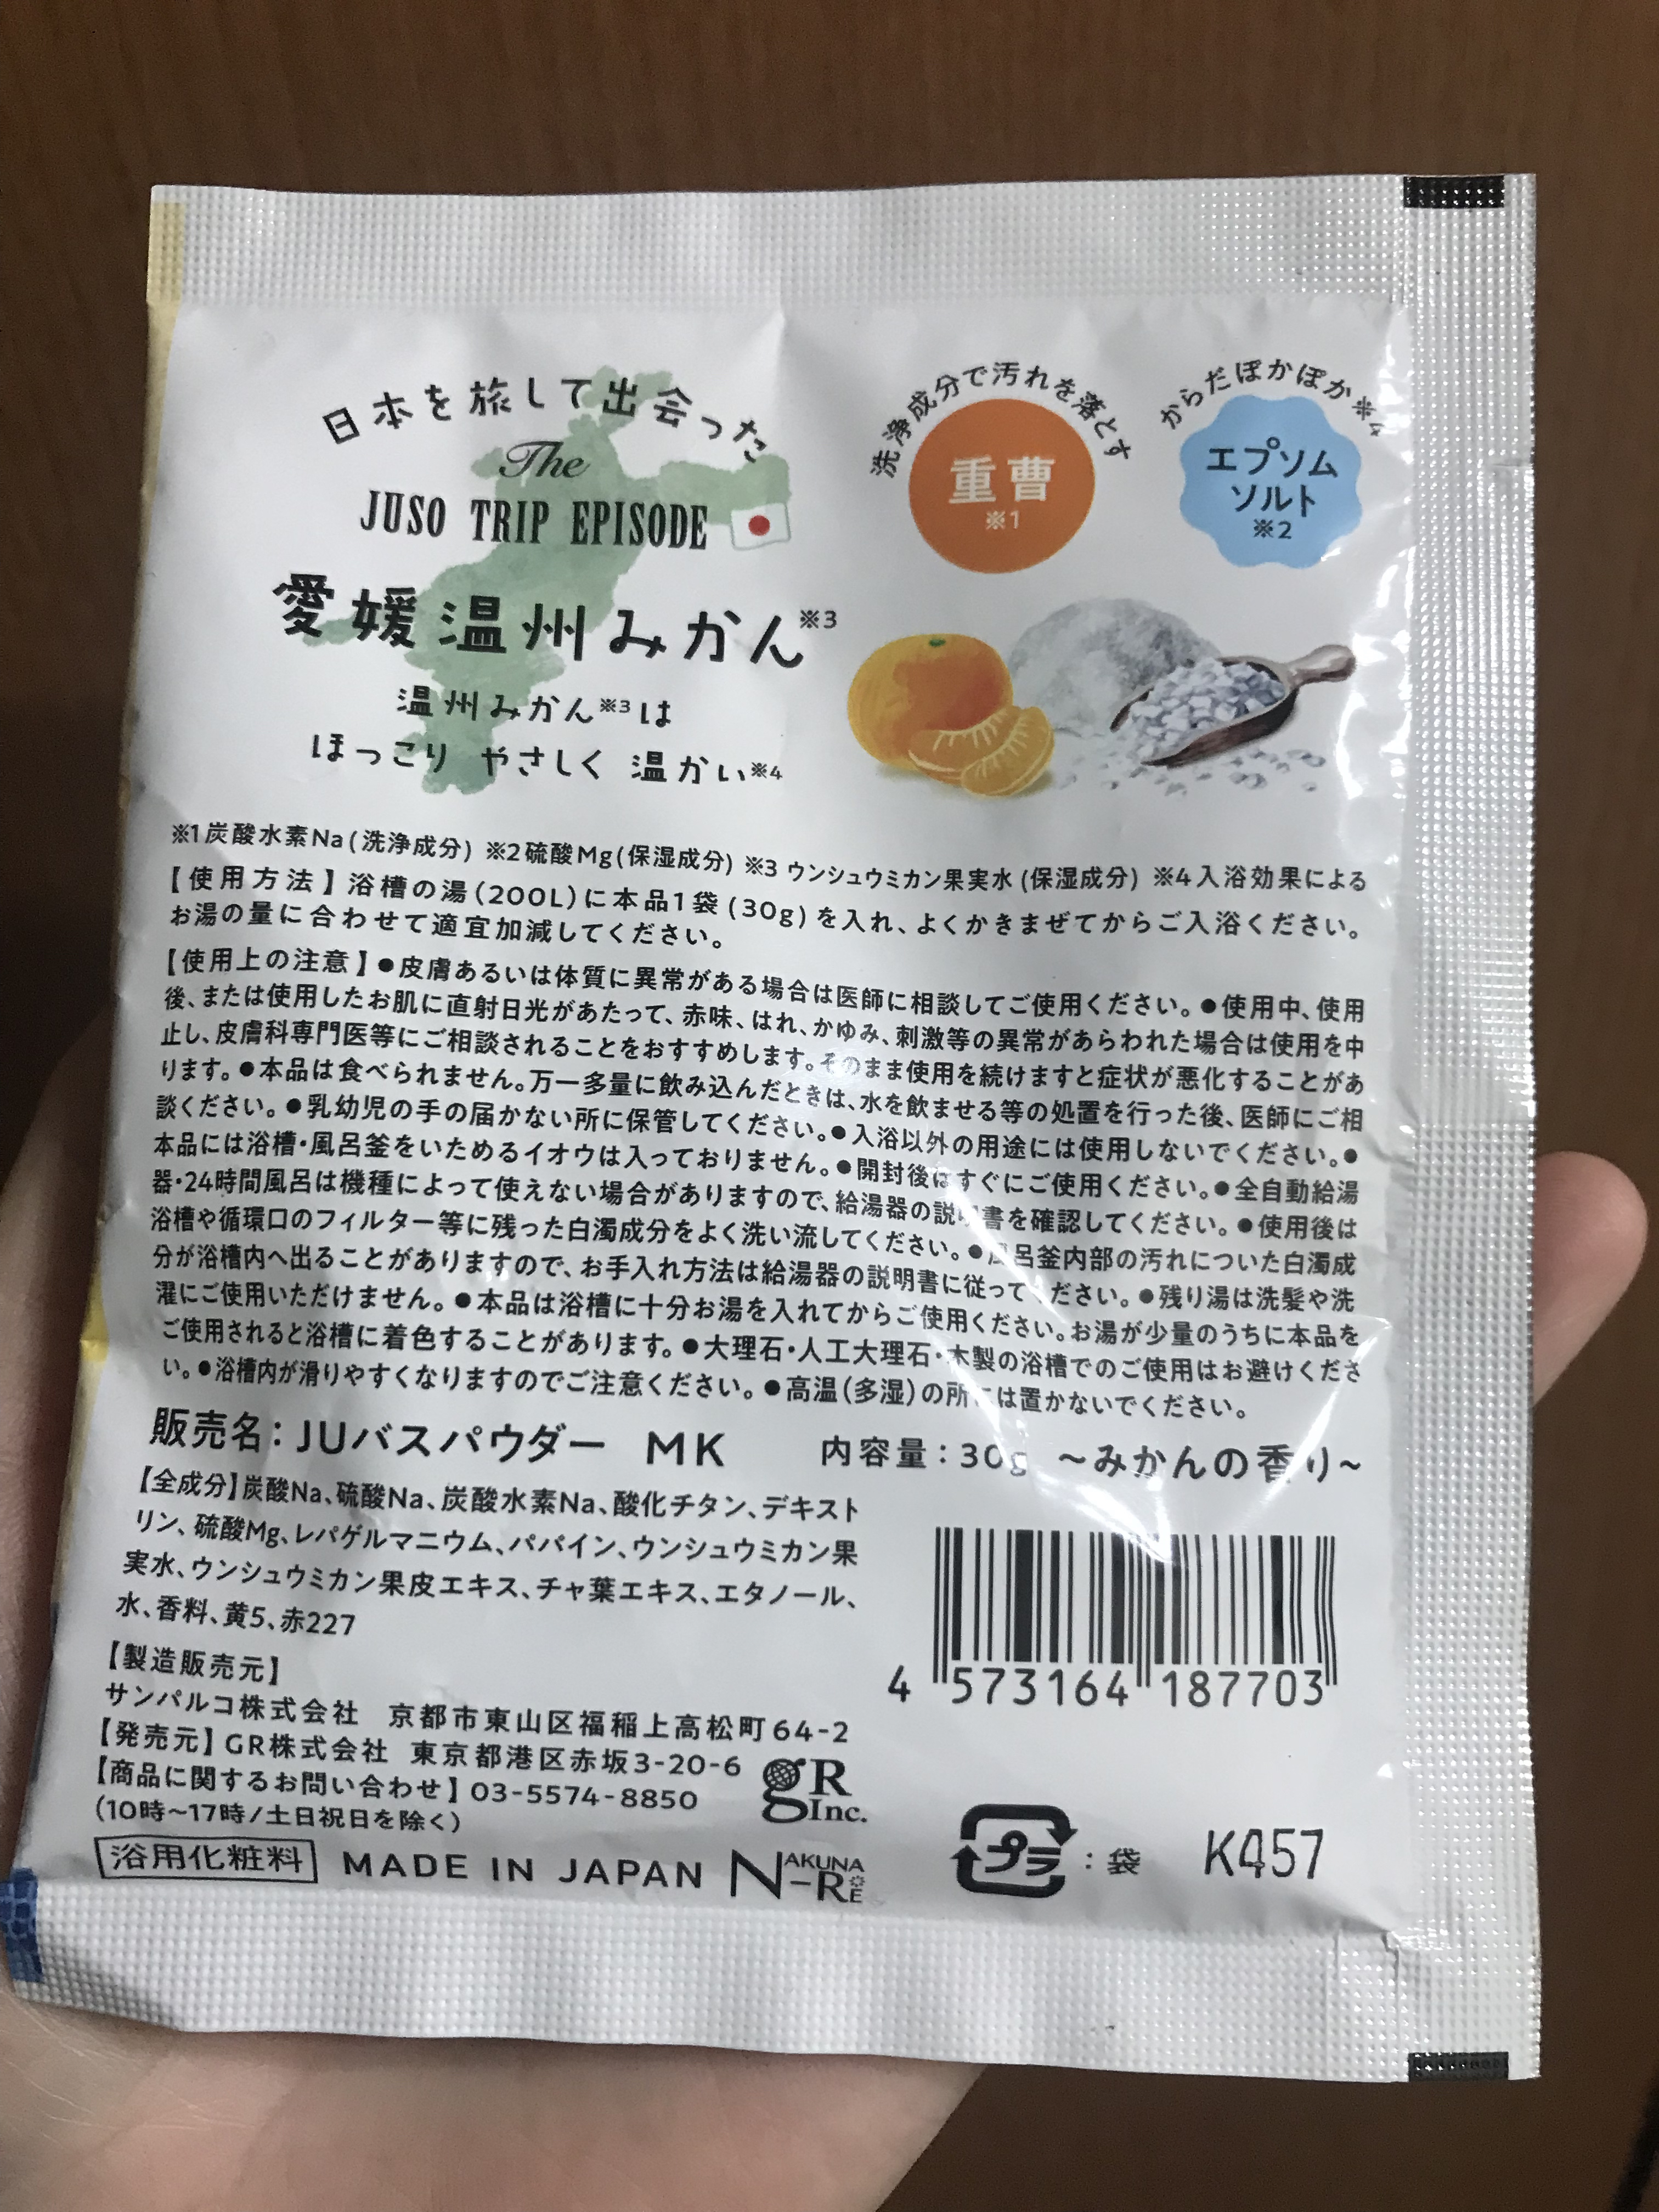 日本を旅して出会った
The
JUSO TRIP EPISODE
愛媛温州みかん※3
温州みかん※3は
ほっこり やさしく 温かい※4
洗浄成分で汚れを落とす
重曹
※1
からだぽかぽか※4
エプソム
ソルト
※2
※1炭酸水素Na(洗浄成分) ※2硫酸Mg(保湿成分) ※3 ウンシュウミカン果実水(保湿成分) ※4入浴効果による
【使用方法】浴槽の湯(200L)に本品1袋(30g)を入れ、よくかきまぜてからご入浴ください。
お湯の量に合わせて適宜加減してください。
【使用上の注意】●皮膚あるいは体質に異常がある場合は医師に相談してご使用ください。●使用中、使用
後、または使用したお肌に直射日光があたって、赤味、はれ、かゆみ、刺激等の異常があらわれた場合は使用を中
止し、皮膚科専門医等にご相談されることをおすすめします。そのまま使用を続けますと症状が悪化することがあ
ります。●本品は食べられません。万一多量に飲み込んだときは、水を飲ませる等の処置を行った後、医師にご相
談ください。●乳幼児の手の届かない所に保管してください。●入浴以外の用途には使用しないでください。●
本品には浴槽・風呂釜をいためるイオウは入っておりません。●開封後はすぐにご使用ください。●全自動給湯
器・24時間風呂は機種によって使えない場合がありますので、給湯器の説明書を確認してください。●使用後は
浴槽や循環口のフィルター等に残った白濁成分をよく洗い流してください。●風呂釜内部の汚れについた白濁成
分が浴槽内へ出ることがありますので、お手入れ方法は給湯器の説明書に従ってください。●残り湯は洗髪や洗
濯にご使用いただけません。●本品は浴槽に十分お湯を入れてからご使用ください。お湯が少量のうちに本品を
ご使用されると浴槽に着色することがあります。●大理石・人工大理石・木製の浴槽でのご使用はお避けくださ
い。●浴槽内が滑りやすくなりますのでご注意ください。●高温(多湿)の所には置かないでください。
販売名:JUバスパウダー MK 内容量:30g ~みかんの香り~
【全成分】炭酸Na、硫酸Na、炭酸水素Na、酸化チタン、デキスト
リン、硫酸Mg、レパゲルマニウム、パパイン、ウンシュウミカン果
実水、ウンシュウミカン果皮エキス、チャ葉エキス、エタノール、
水、香料、黄5、赤227
4 573164 187703
【製造販売元】
サンパルコ株式会社 京都市東山区福稲上高松町64-2
【発売元】GR株式会社 東京都港区赤坂3-20-6
【商品に関するお問い合わせ】03-5574-8850
(10時~17時/土日祝日を除く)
gR
Inc.
浴用化粧料 MADE IN JAPAN NAKUNA-RE
プラ :袋 K457